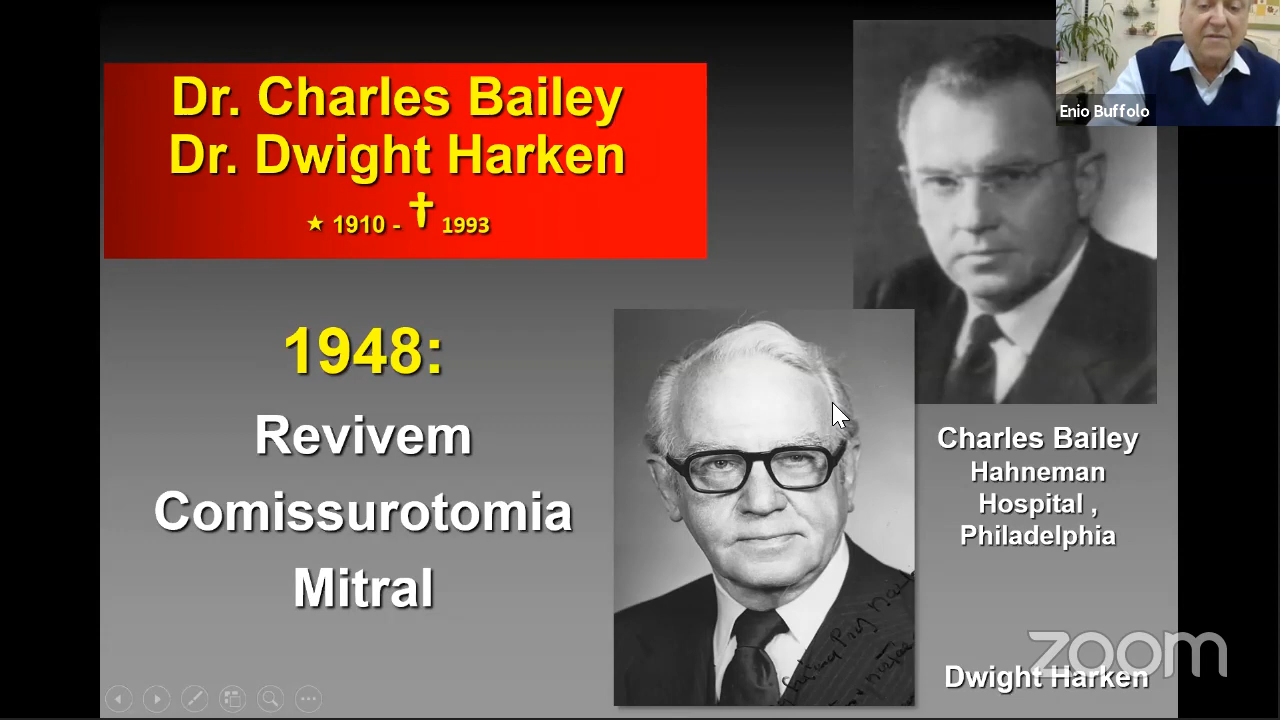 Dr. Charles Bailey
Dr. Dwight Harken
★ 1910 - † 1993
1948:
Revivem
Comissurotomia
Mitral
Enio Buffolo
Charles Bailey
Hahneman
Hospital ,
Philadelphia
Dwight Harken
zoom